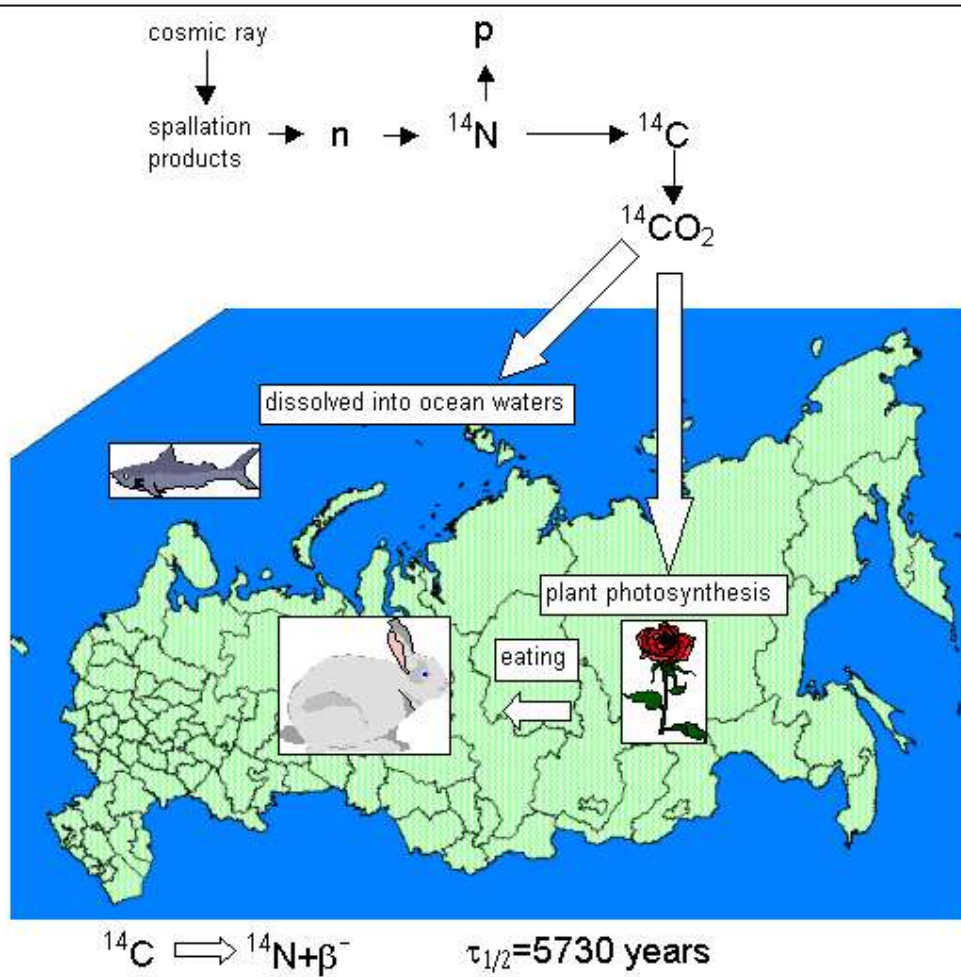 cosmic ray
p
spallation
products
n
¹⁴N
¹⁴C
¹⁴CO₂
dissolved into ocean waters
plant photosynthesis
eating
¹⁴C ⇨ ¹⁴N+β⁻
τ₁/₂=5730 years